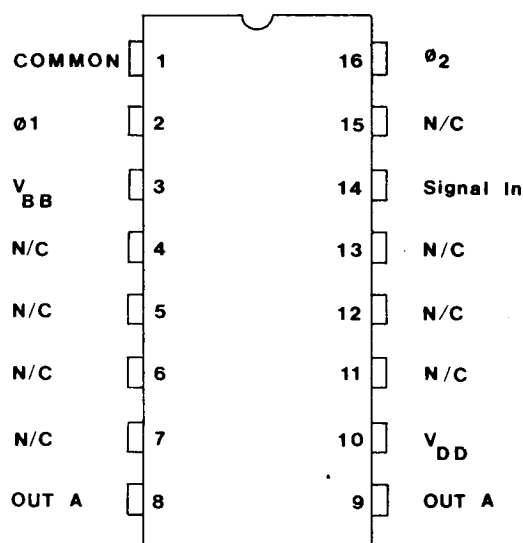 COMMON 1 16 ø2
ø1 2 15 N/C
VBB 3 14 Signal In
N/C 4 13 N/C
N/C 5 12 N/C
N/C 6 11 N/C
N/C 7 10 VDD
OUT A 8 9 OUT A